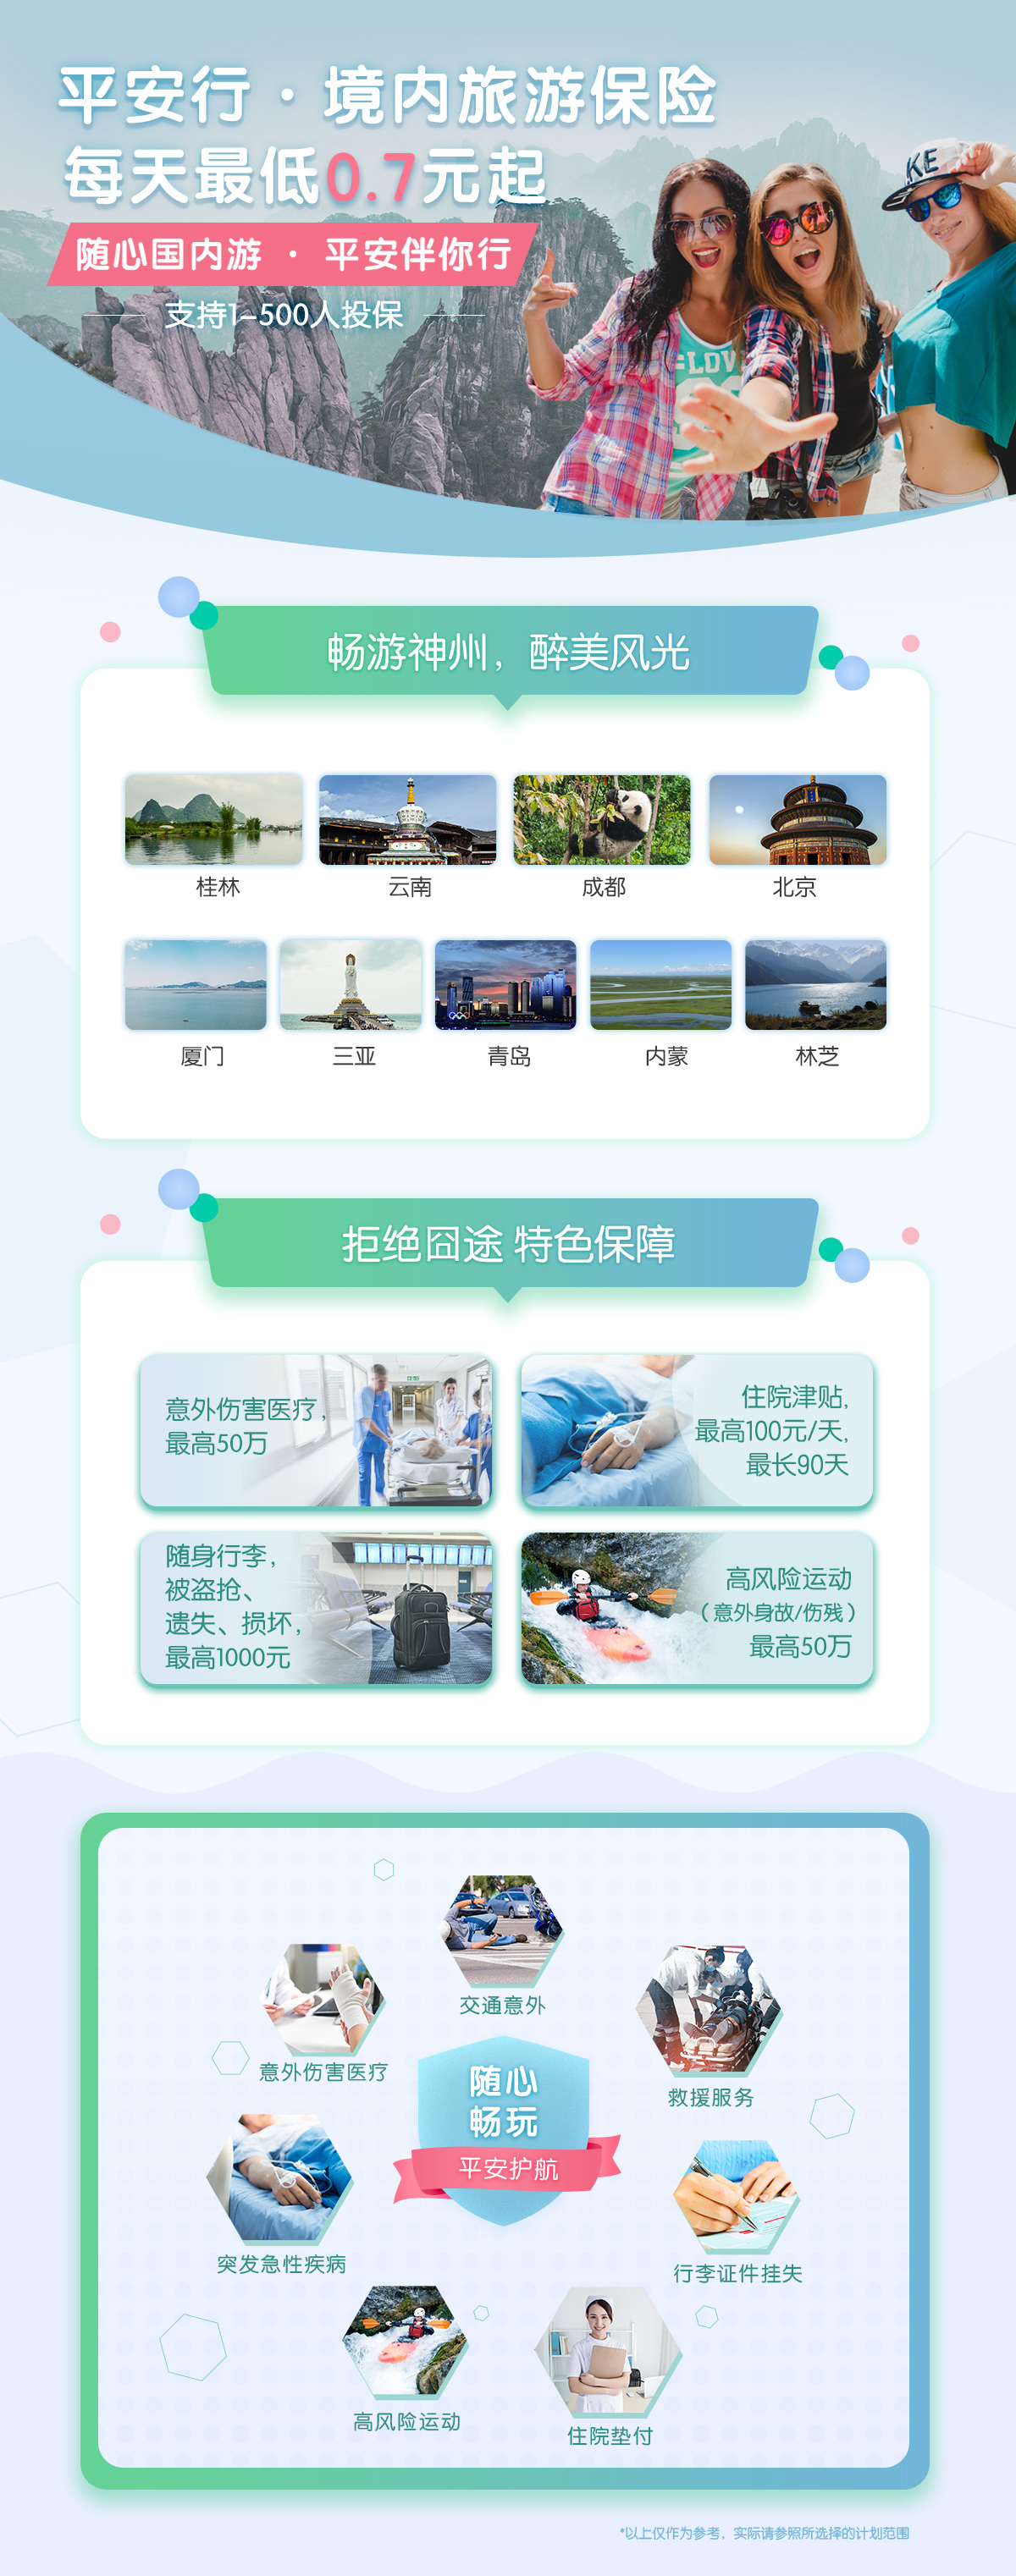 平安行 · 境内旅游保险
每天最低0.7元起
随心国内游 · 平安伴你行
支持1-500人投保
KE
LOV
畅游神州，醉美风光
桂林
云南
成都
北京
厦门
三亚
青岛
内蒙
林芝
拒绝囧途 特色保障
意外伤害医疗，
最高50万
住院津贴，
最高100元/天，
最长90天
随身行李，
被盗抢、
遗失、损坏，
最高1000元
高风险运动
（意外身故/伤残）
最高50万
交通意外
意外伤害医疗
救援服务
随心
畅玩
平安护航
突发急性疾病
行李证件挂失
高风险运动
住院垫付
*以上仅作为参考，实际请参照所选择的计划范围